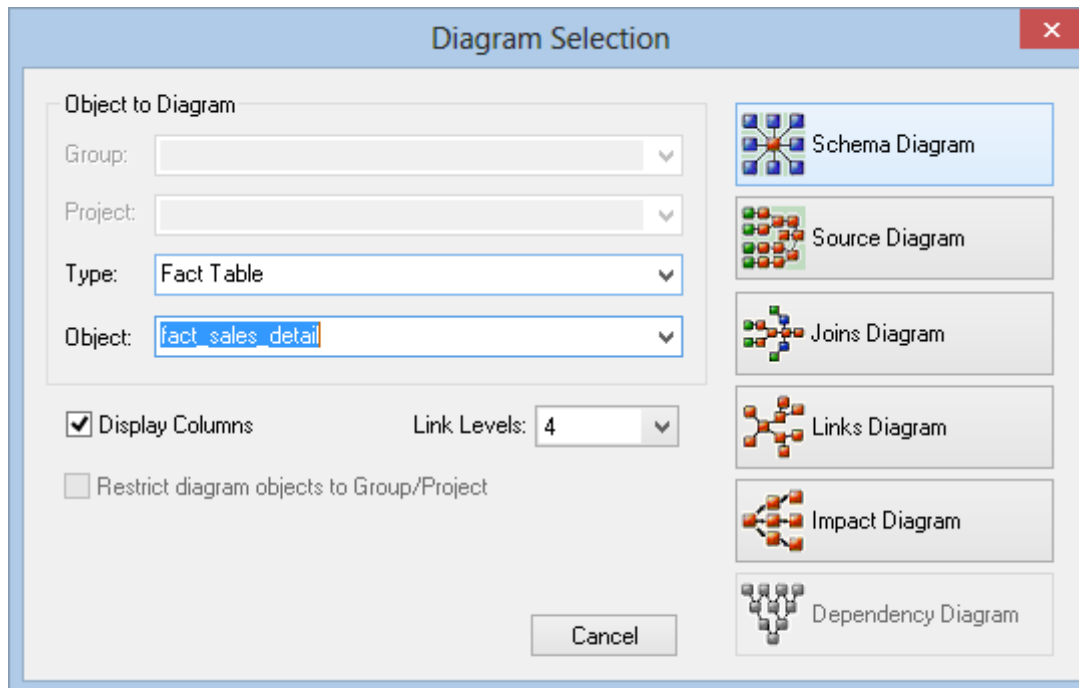 Diagram Selection
Object to Diagram
Group:
Project:
Type: Fact Table
Object: fact_sales_detail
Display Columns
Link Levels: 4
Restrict diagram objects to Group/Project
Cancel
Schema Diagram
Source Diagram
Joins Diagram
Links Diagram
Impact Diagram
Dependency Diagram